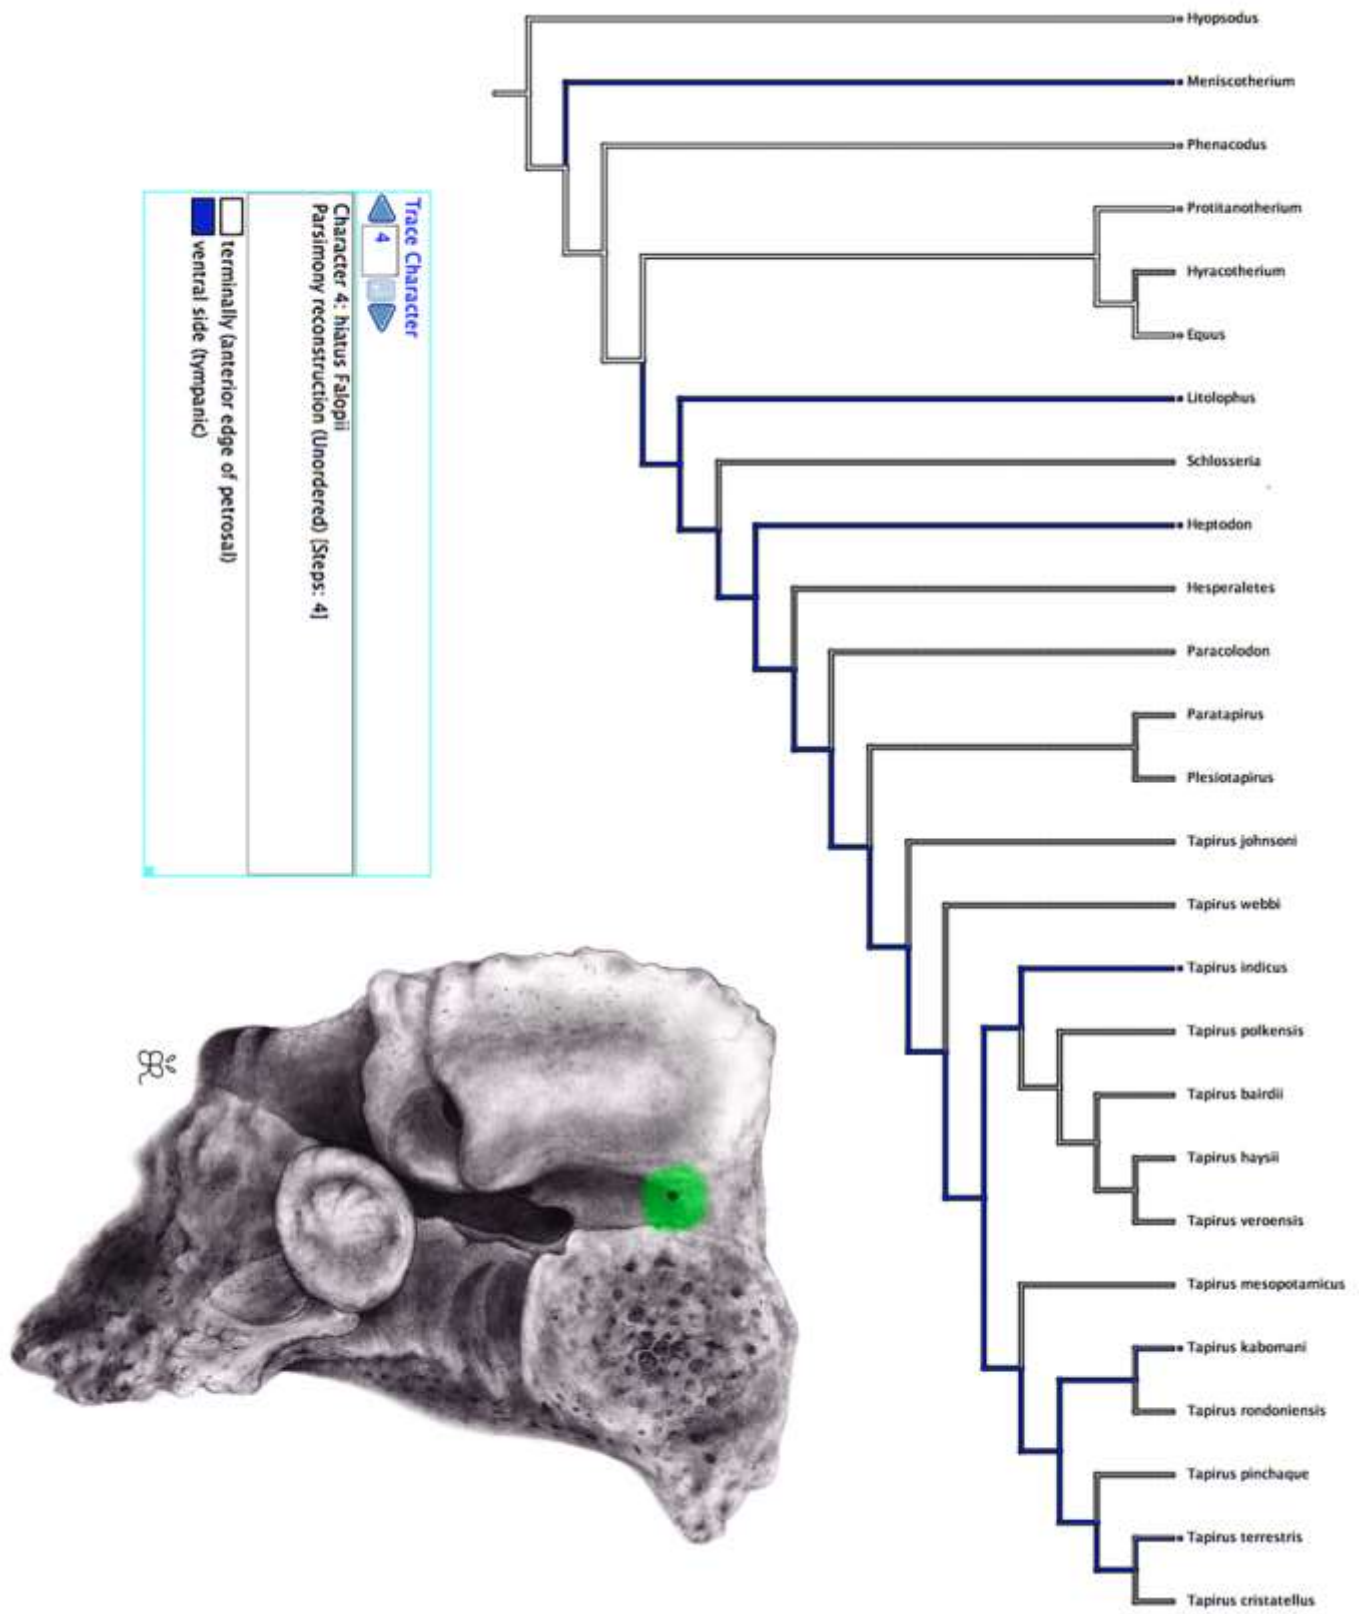 Hyopsodus
Meniscotherium
Phenacodus
Protitanotherium
Hyracotherium
Equus
Litolophus
Schlosseria
Heptodon
Hesperaletes
Paracolodon
Paratapirus
Plesiotapirus
Tapirus johnsoni
Tapirus webbi
Tapirus indicus
Tapirus polkensis
Tapirus bairdii
Tapirus haysii
Tapirus veroensis
Tapirus mesopotamicus
Tapirus kabomani
Tapirus rondoniensis
Tapirus pinchaque
Tapirus terrestris
Tapirus cristatellus
Trace Character
4
Character 4: hiatus Falopii
Parsimony reconstruction (Unordered) [Steps: 4]
terminally (anterior edge of petrosal)
ventral side (tympanic)